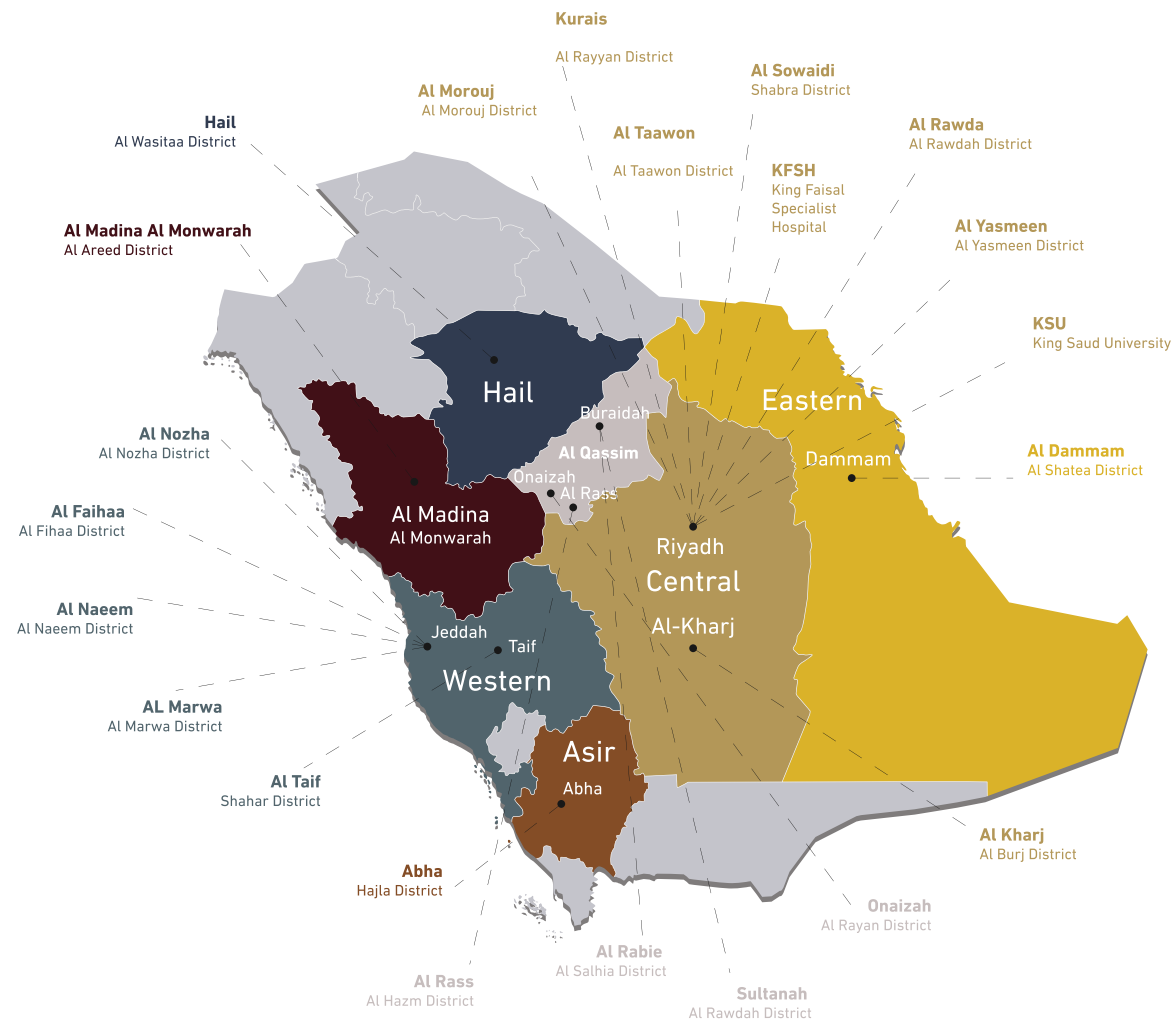 Kurais
Al Rayyan District
Al Sowaidi
Shabra District
Al Morouj
Al Morouj District
Hail
Al Wasitaa District
Al Taawon
Al Taawon District
Al Rawda
Al Rawdah District
KFSH
King Faisal
Specialist
Hospital
Al Madina Al Monwarah
Al Areed District
Al Yasmeen
Al Yasmeen District
KSU
King Saud University
Hail
Eastern
Buraidah
Al Nozha
Al Nozha District
Al Qassim
Dammam
Al Dammam
Al Shatea District
Onaizah
Al Rass
Al Faihaa
Al Fihaa District
Al Madina
Al Monwarah
Riyadh
Central
Al Naeem
Al Naeem District
Jeddah
Taif
Al-Kharj
Western
AL Marwa
Al Marwa District
Asir
Abha
Al Taif
Shahar District
Al Kharj
Al Burj District
Abha
Hajla District
Onaizah
Al Rayan District
Al Rabie
Al Salhia District
Al Rass
Al Hazm District
Sultanah
Al Rawdah District